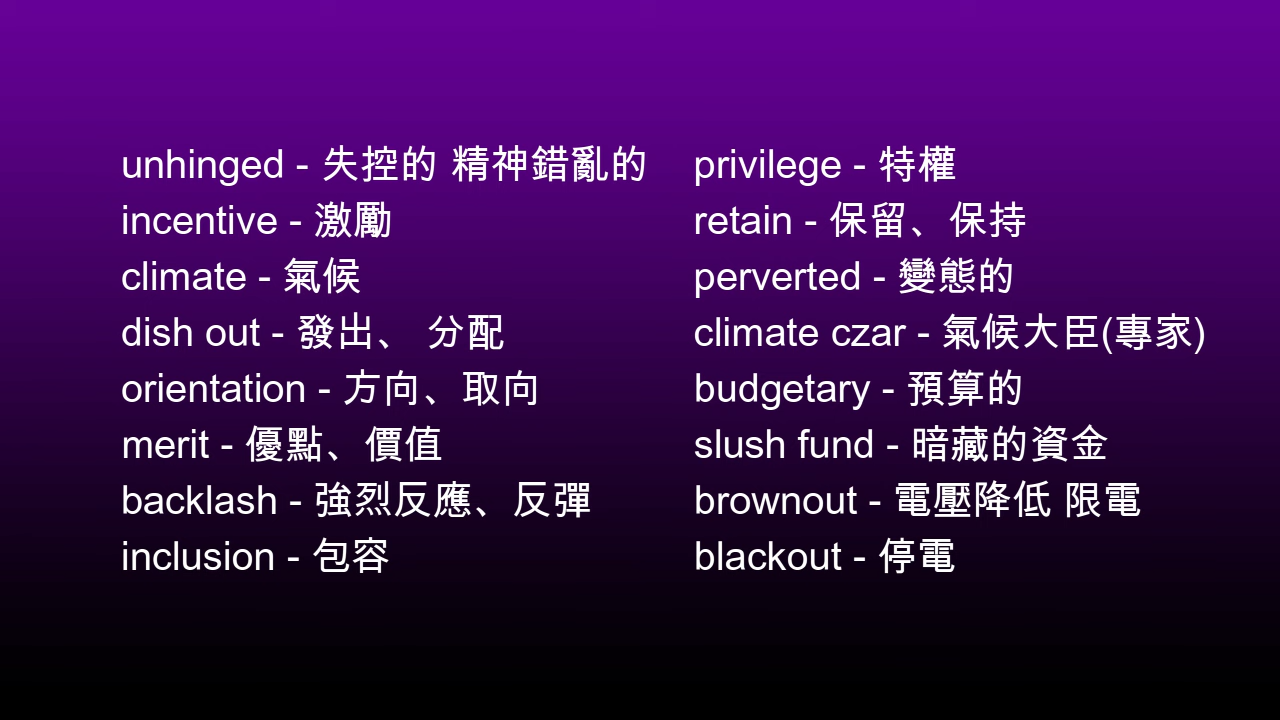 unhinged - 失控的 精神錯亂的
incentive - 激勵
climate - 氣候
dish out - 發出、 分配
orientation - 方向、取向
merit - 優點、價值
backlash - 強烈反應、反彈
inclusion - 包容
privilege - 特權
retain - 保留、保持
perverted - 變態的
climate czar - 氣候大臣(專家)
budgetary - 預算的
slush fund - 暗藏的資金
brownout - 電壓降低 限電
blackout - 停電